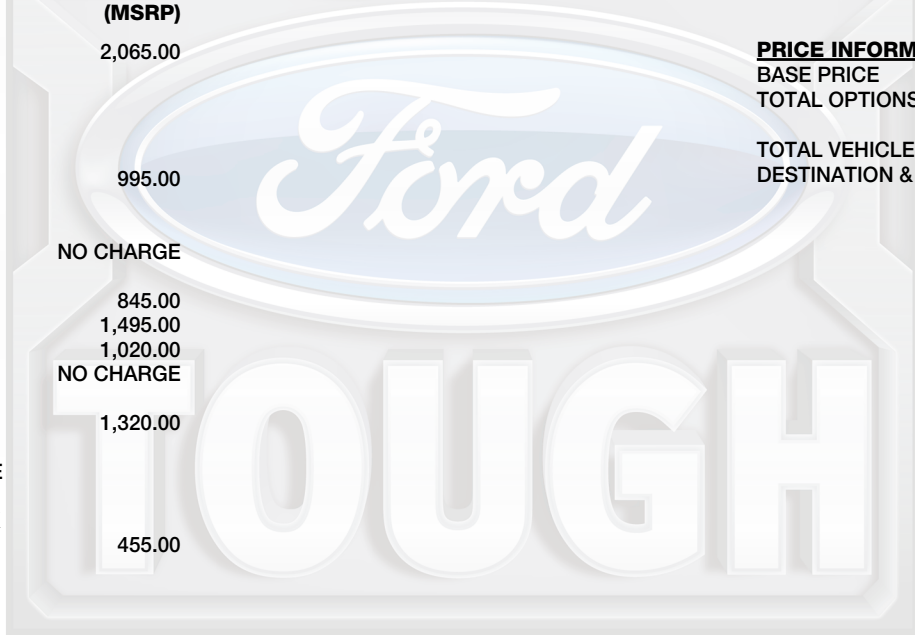 (MSRP)
2,065.00
995.00
NO CHARGE
845.00
1,495.00
1,020.00
NO CHARGE
1,320.00
455.00
PRICE INFORM
BASE PRICE
TOTAL OPTIONS
TOTAL VEHICLE
DESTINATION &
Ford
TOUGH